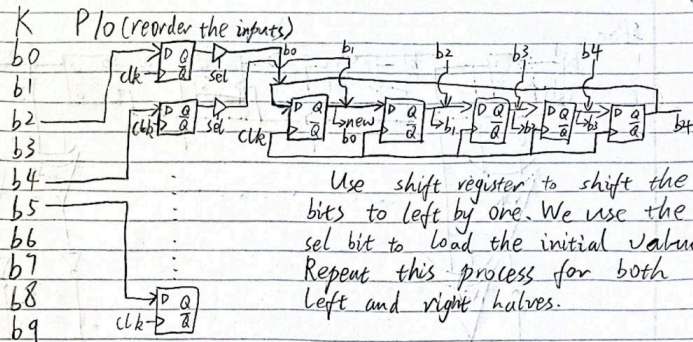 K P10 (reorder the inputs)
b0
b1
b2
b3
b4
b5
b6
b7
b8
b9
D Q
Q̅
clk
sel
D Q
Q̅
clk
sel
D Q
Q̅
clk
b0 b1 b2 b3 b4
D Q D Q D Q D Q D Q
Q̅ Q̅ Q̅ Q̅ Q̅
clk
new
b0 b1 b3 b4
Use shift register to shift the
bits to left by one. We use the
sel bit to load the initial value
Repeat this process for both
left and right halves.